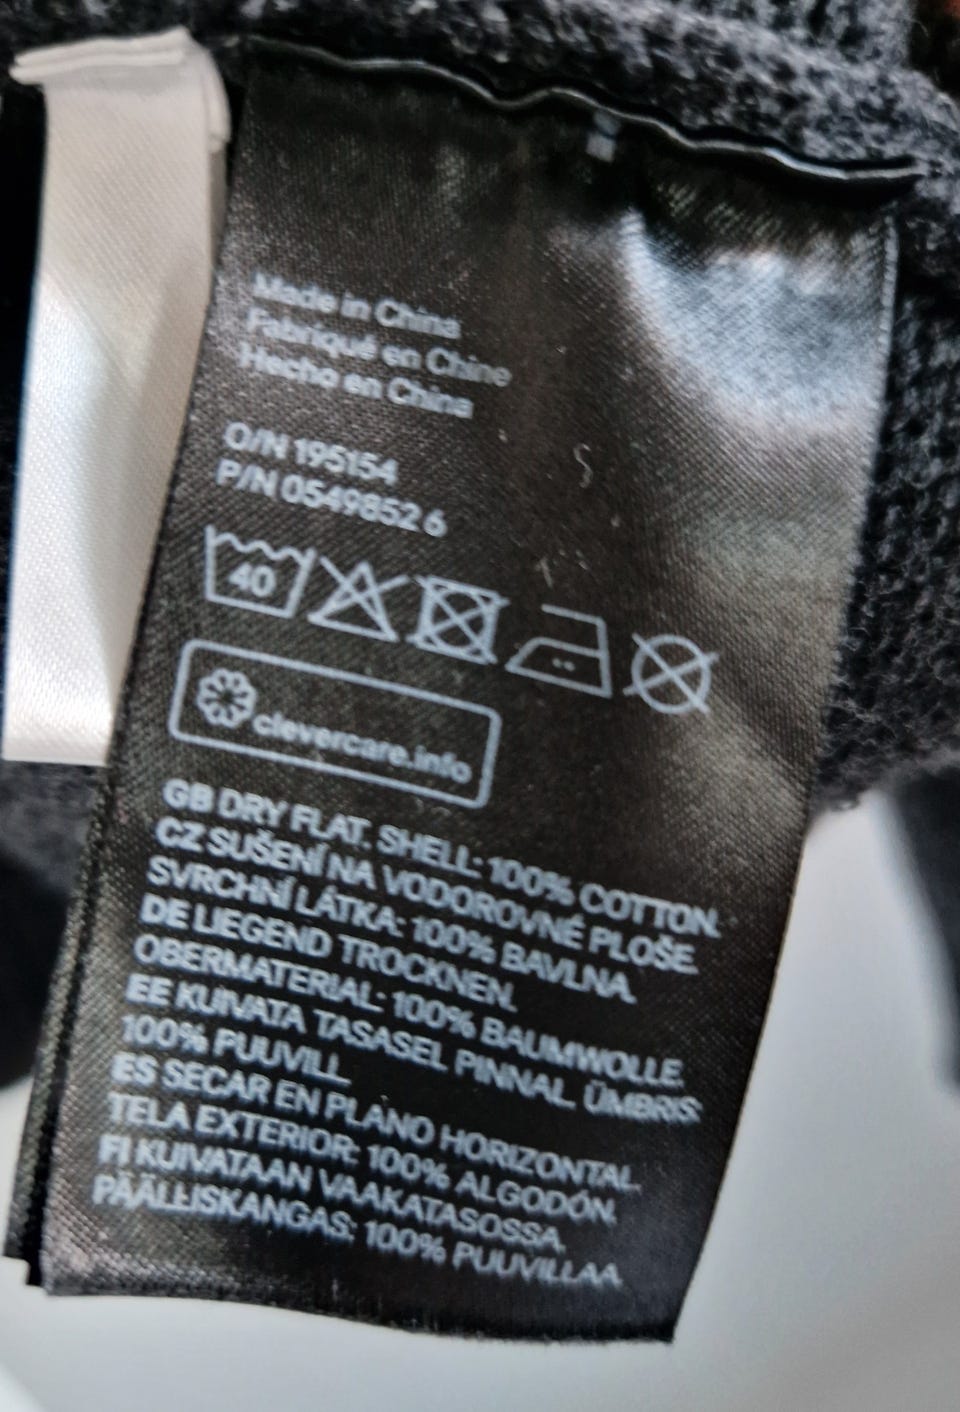 Made in China
Fabriqué en Chine
Hecho en China
O/N 195154
P/N 0549852 6
40
clevercare.info
GB DRY FLAT. SHELL: 100% COTTON.
CZ SUŠENÍ NA VODOROVNÉ PLOŠE.
SVRCHNÍ LÁTKA: 100% BAVLNA.
DE LIEGEND TROCKNEN.
OBERMATERIAL: 100% BAUMWOLLE.
EE KUIVATA TASASEL PINNAL. ÜMBRIS:
100% PUUVILL
ES SECAR EN PLANO HORIZONTAL.
TELA EXTERIOR: 100% ALGODÓN.
FI KUIVATAAN VAAKATASOSSA.
PÄÄLLISKANGAS: 100% PUUVILLAA